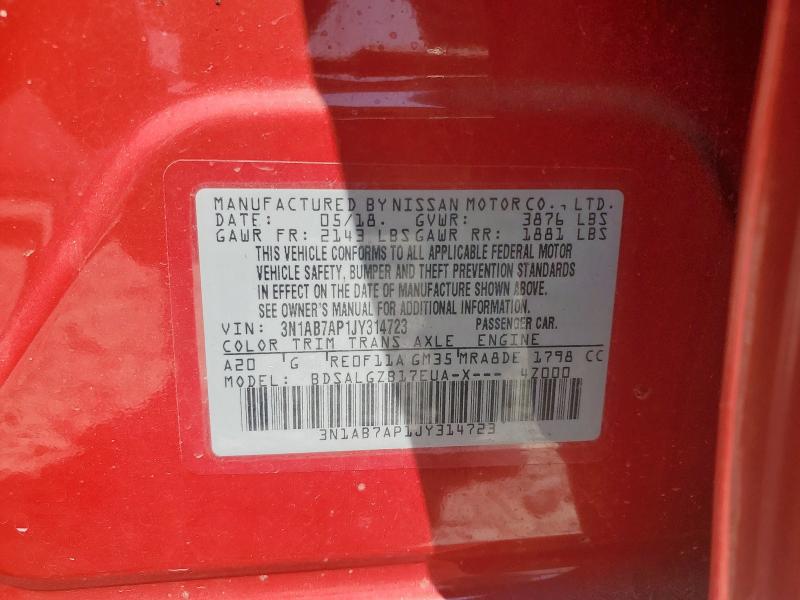 MANUFACTURED BY NISSAN MOTOR CO., LTD.
DATE: 05/18. GVWR: 3876 LBS
GAWR FR: 2143 LBS GAWR RR: 1881 LBS
THIS VEHICLE CONFORMS TO ALL APPLICABLE FEDERAL MOTOR
VEHICLE SAFETY, BUMPER AND THEFT PREVENTION STANDARDS
IN EFFECT ON THE DATE OF MANUFACTURE SHOWN ABOVE.
SEE OWNER'S MANUAL FOR ADDITIONAL INFORMATION.
VIN: 3N1AB7AP1JY314723 PASSENGER CAR.
COLOR TRIM TRANS AXLE ENGINE
A20 G RE0F11A GM35 MRA8DE 1798 CC
MODEL: BDSALGZB17EUA-X--- 4Z000
3N1AB7AP1JY314723